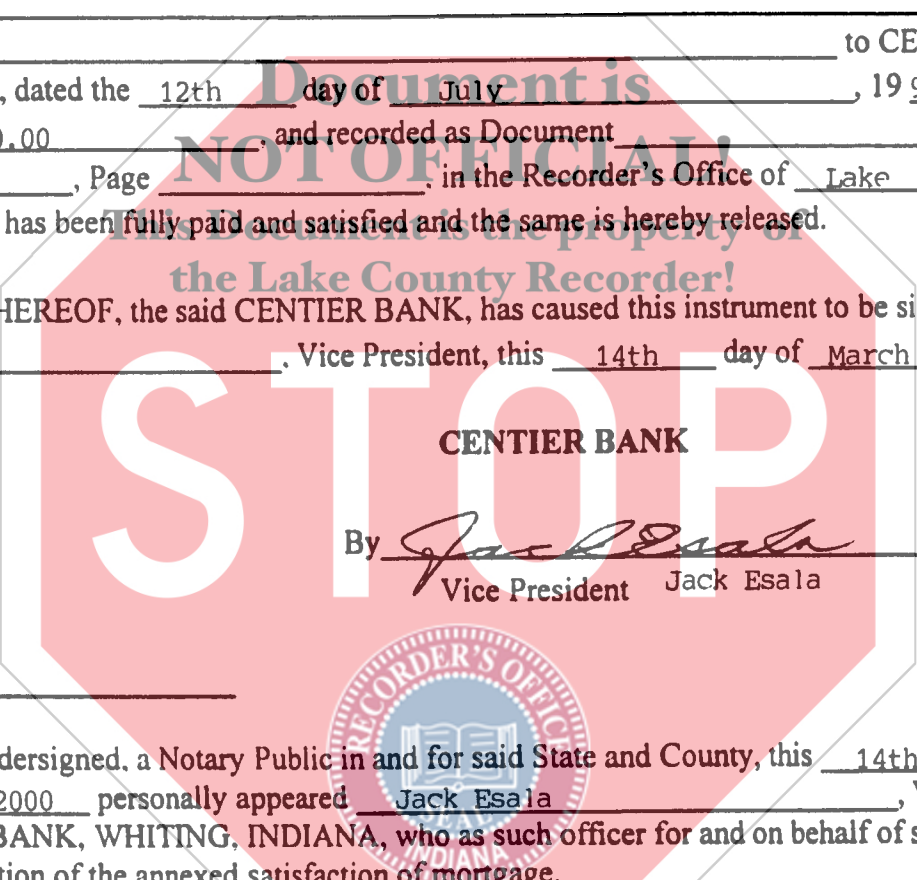 to CE
, dated the 12th day of July , 19
.00 , and recorded as Document
, Page , in the Recorder's Office of Lake
has been fully paid and satisfied and the same is hereby released.
HEREOF, the said CENTIER BANK, has caused this instrument to be si
, Vice President, this 14th day of March
CENTIER BANK
By Jack Esala
Vice President Jack Esala
dersigned, a Notary Public in and for said State and County, this 14th
2000 personally appeared Jack Esala ,
BANK, WHITING, INDIANA, who as such officer for and on behalf of s
tion of the annexed satisfaction of mortgage.
Document is
NOT OFFICIAL!
This Document is the property of
the Lake County Recorder!
STOP
RECORDER'S OFFICE
SEAL
INDIANA